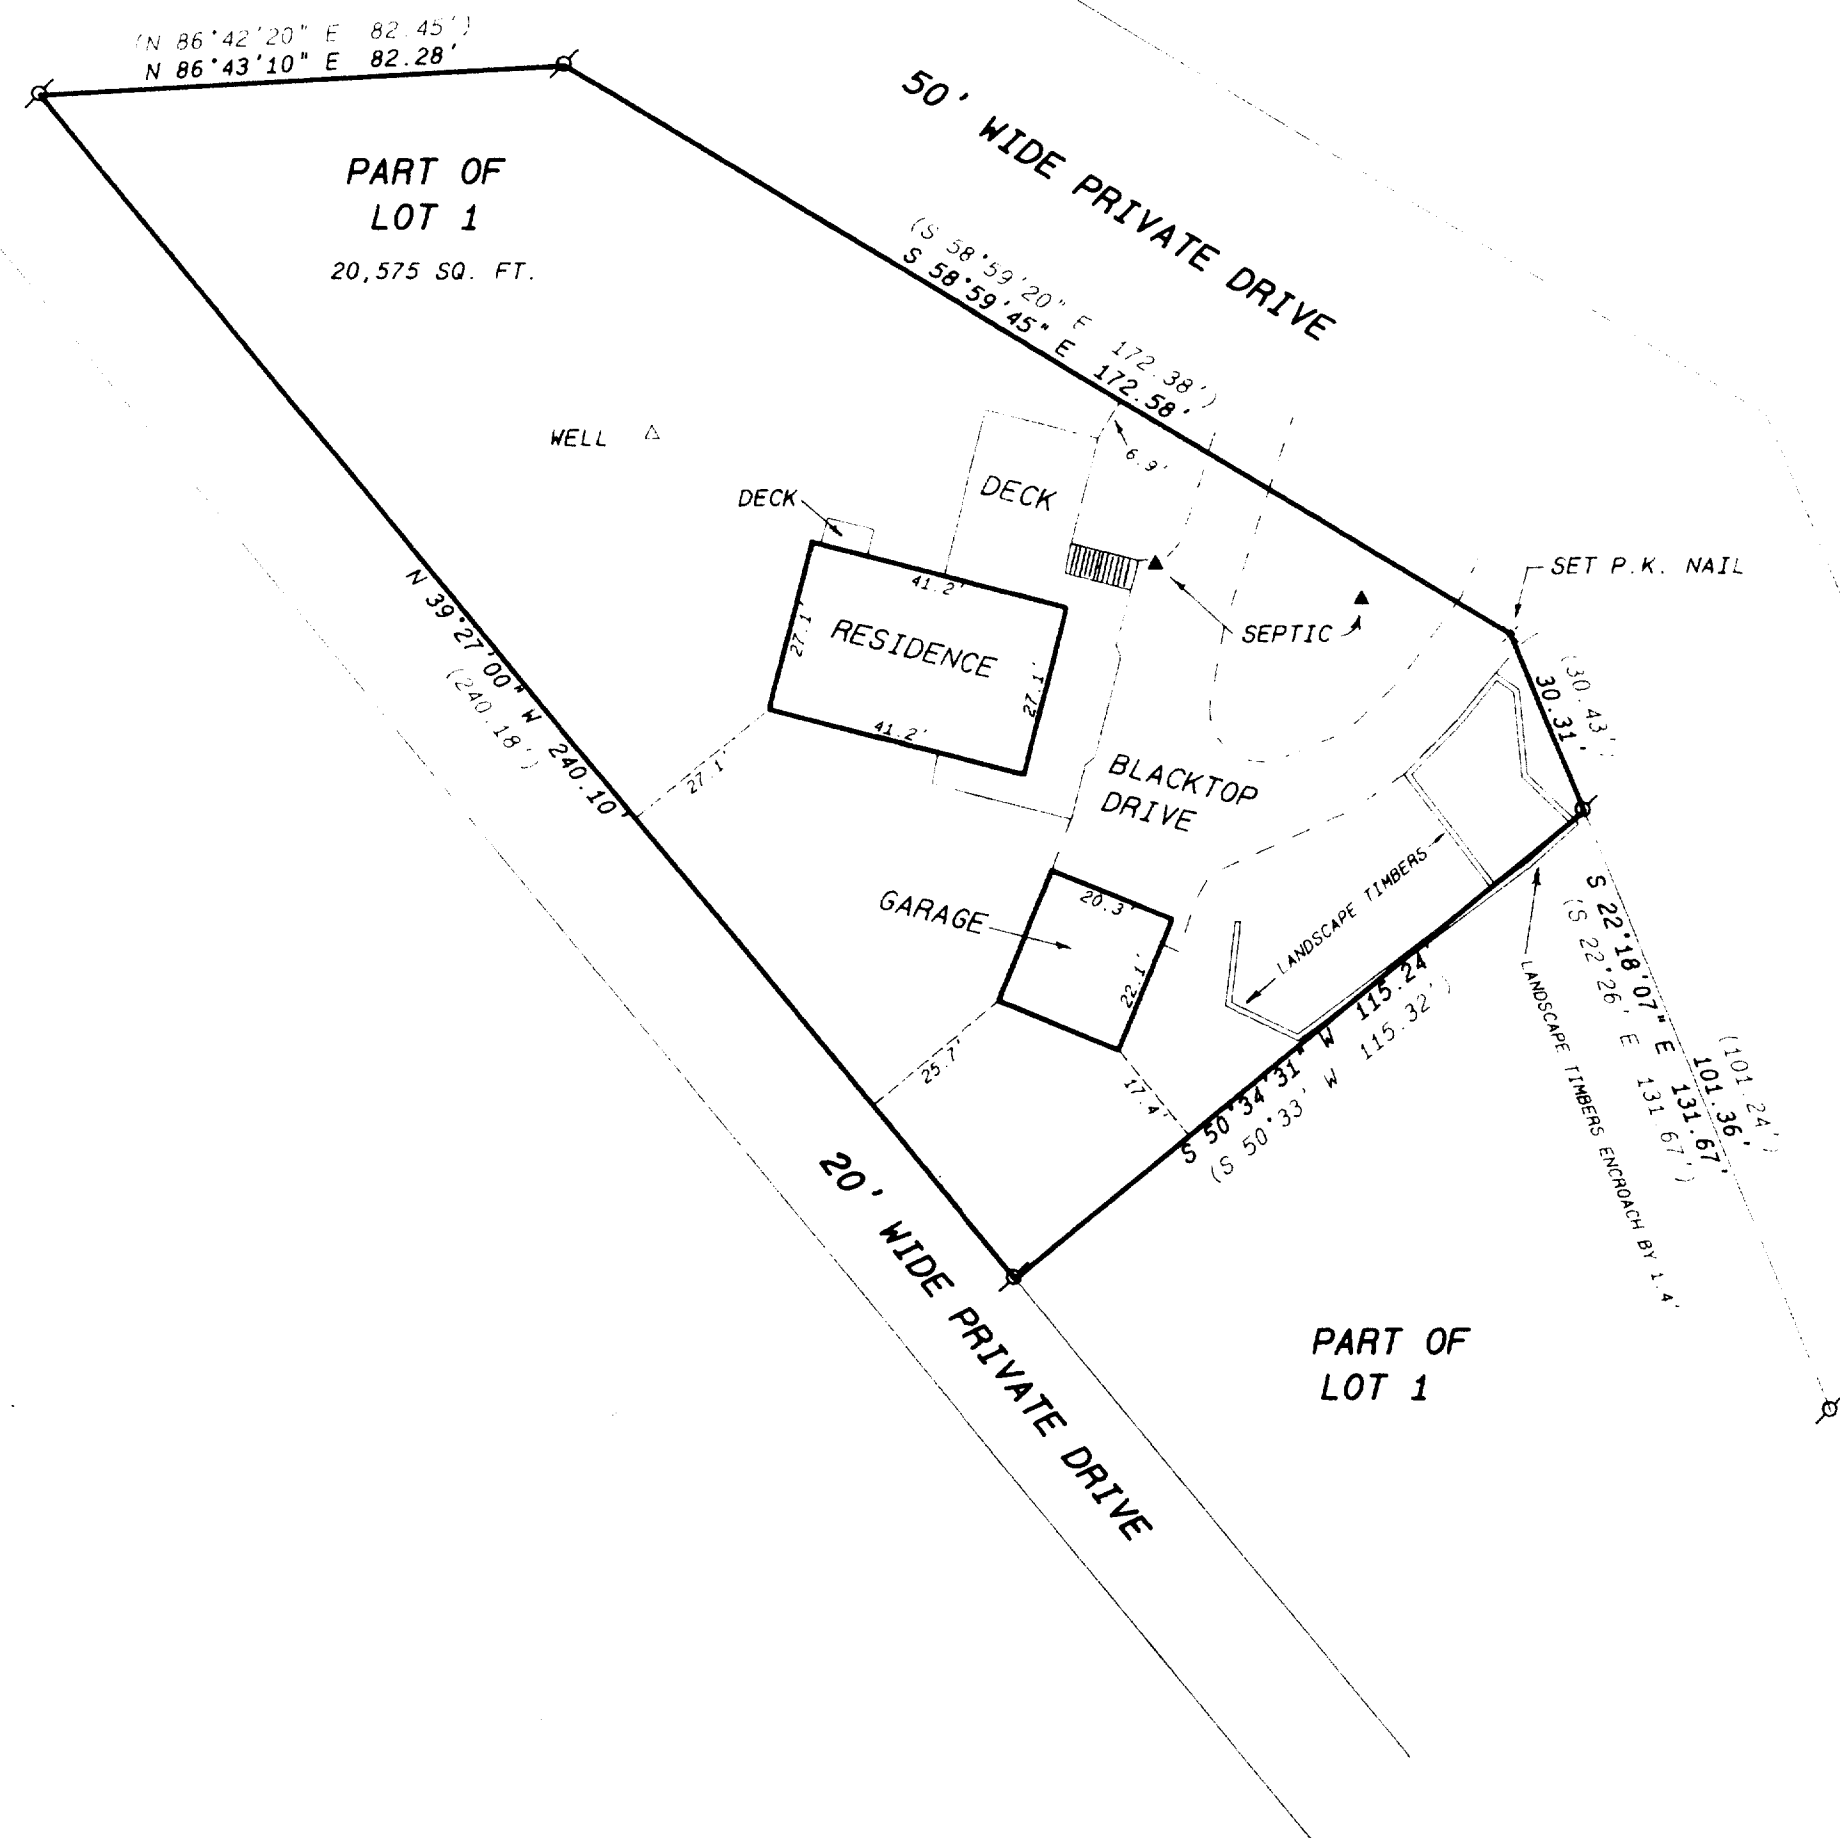 (N 86°42'20" E 82.45')
N 86°43'10" E 82.28'
PART OF
LOT 1
20,575 SQ. FT.
50' WIDE PRIVATE DRIVE
(S 58°59'20" E 172.38')
S 58°59'45" E 172.58'
WELL
DECK
DECK
6.9'
41.2'
27.1'
RESIDENCE
27.1'
41.2'
SEPTIC
SET P.K. NAIL
(30.43')
30.31'
N 39°27'00" W 240.10'
(240.18')
27.1'
BLACKTOP
DRIVE
GARAGE
20.3'
22.1'
LANDSCAPE TIMBERS
25.7'
17.4'
S 50°34'31" W 115.24'
(S 50°33' W 115.32')
LANDSCAPE TIMBERS ENCROACH BY 1.4'
(101.24')
101.36'
S 22°18'07" E 131.67'
(S 22°26' E 131.67')
20' WIDE PRIVATE DRIVE
PART OF
LOT 1